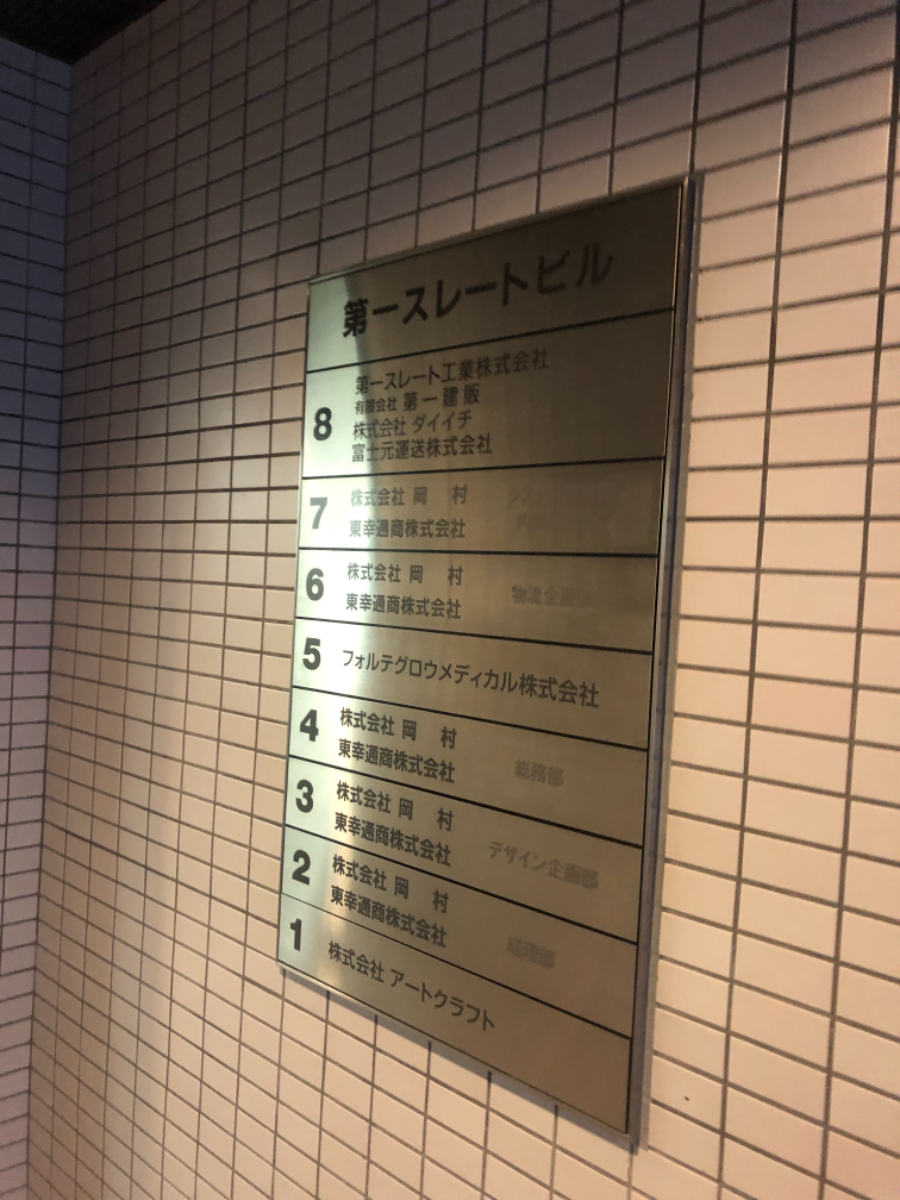 第一スレートビル
8
第一スレート工業株式会社
有限会社 第一建販
株式会社 ダイイチ
富士元運送株式会社
7
株式会社 岡 村
東幸通商株式会社
6
株式会社 岡 村
東幸通商株式会社 物流企画部
5 フォルテグロウメディカル株式会社
4
株式会社 岡 村
東幸通商株式会社 総務部
3
株式会社 岡 村
東幸通商株式会社 デザイン企画部
2
株式会社 岡 村
東幸通商株式会社 経理部
1 株式会社 アートクラフト